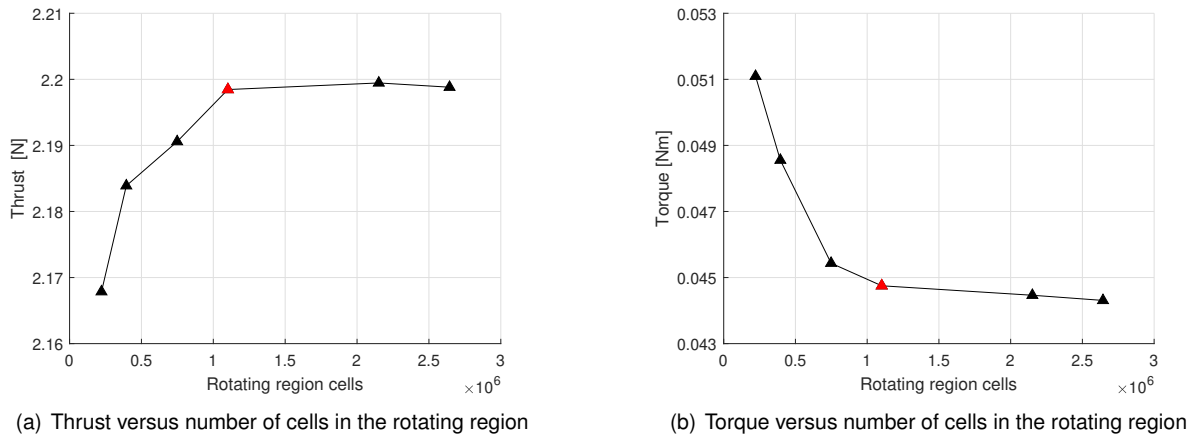 2.21
2.2
2.19
2.18
2.17
2.16
Thrust [N]
0 0.5 1 1.5 2 2.5 3
Rotating region cells ×10^6
(a) Thrust versus number of cells in the rotating region
0.053
0.051
0.049
0.047
0.045
0.043
Torque [Nm]
0 0.5 1 1.5 2 2.5 3
Rotating region cells ×10^6
(b) Torque versus number of cells in the rotating region